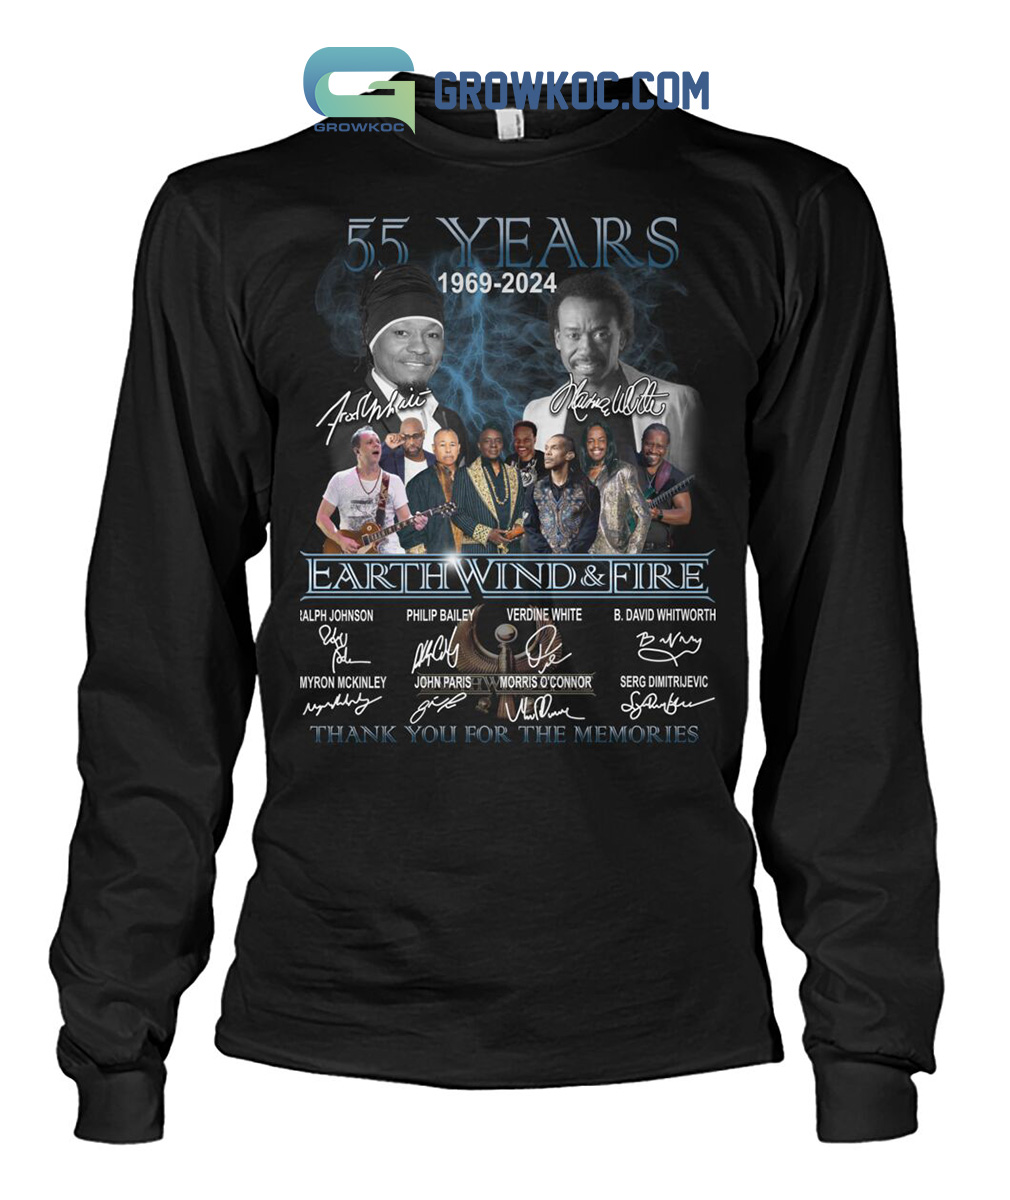 GROWKOC.COM
GROWKOC
55 YEARS
1969-2024
EARTH WIND & FIRE
RALPH JOHNSON PHILIP BAILEY VERDINE WHITE B. DAVID WHITWORTH
MYRON MCKINLEY JOHN PARIS MORRIS O'CONNOR SERG DIMITRIJEVIC
THANK YOU FOR THE MEMORIES